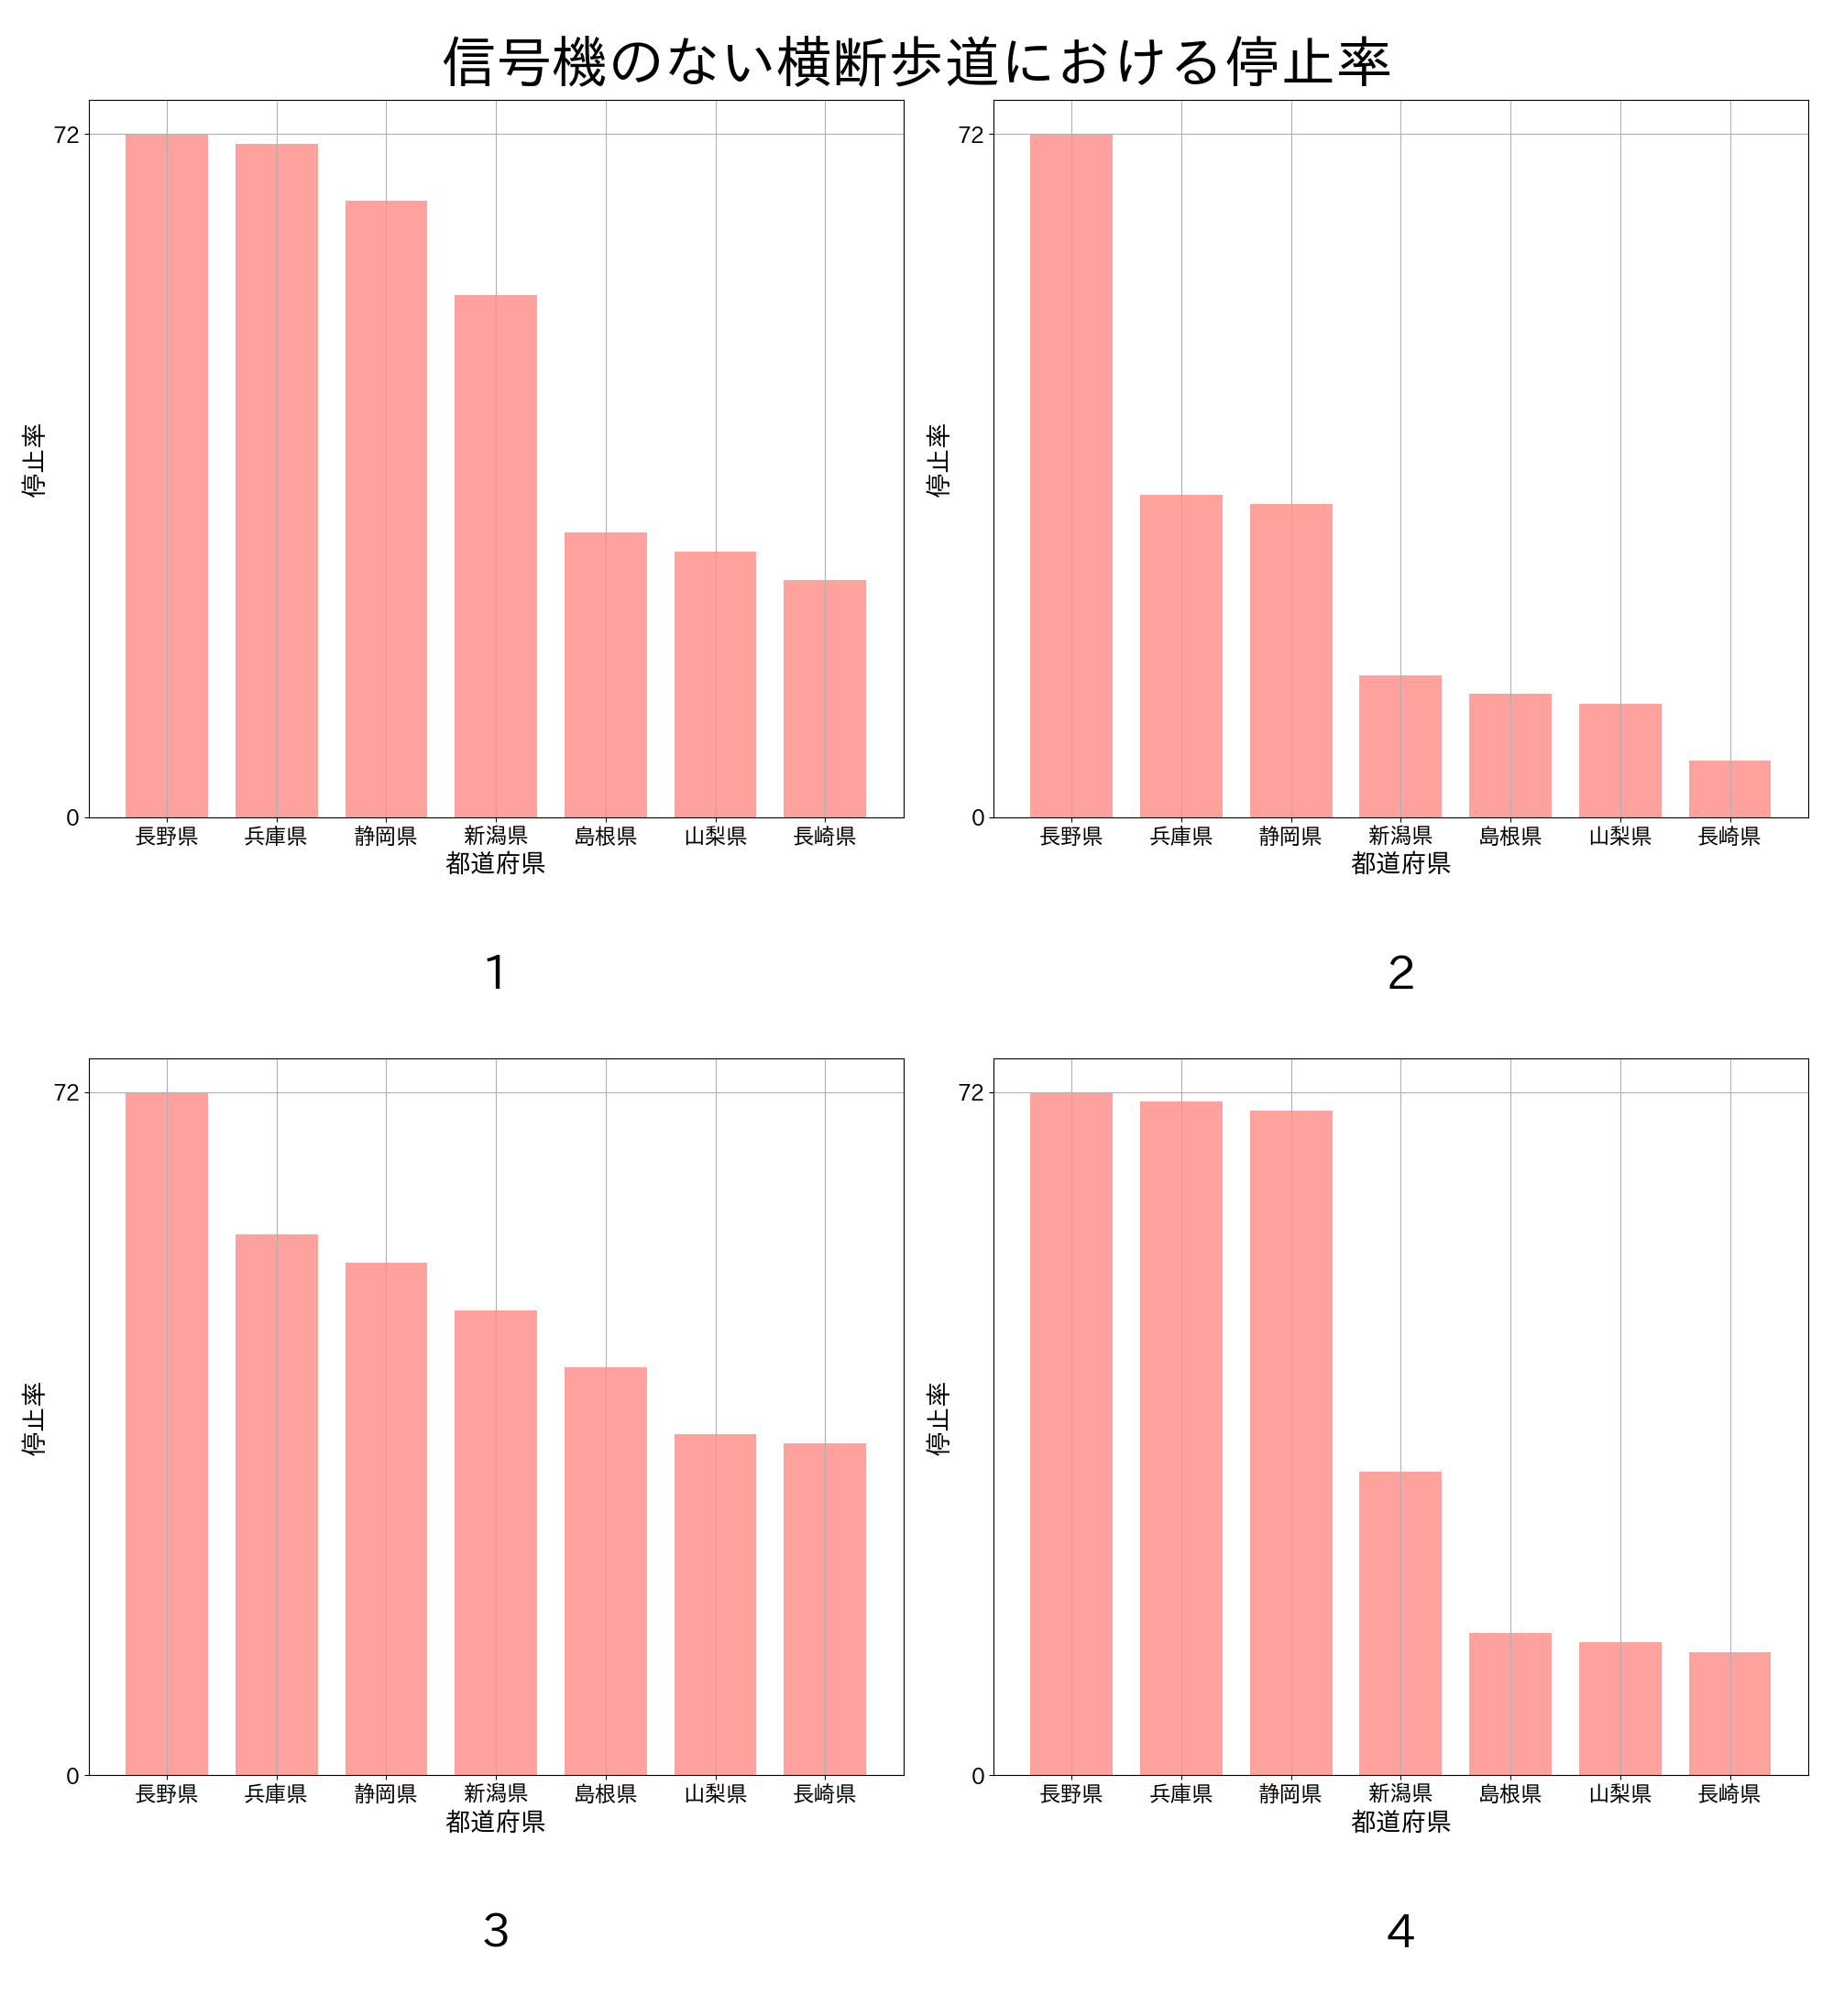 信号機のない横断歩道における停止率
72
0
停止率
長野県 兵庫県 静岡県 新潟県 島根県 山梨県 長崎県
都道府県
1
72
0
停止率
長野県 兵庫県 静岡県 新潟県 島根県 山梨県 長崎県
都道府県
2
72
0
停止率
長野県 兵庫県 静岡県 新潟県 島根県 山梨県 長崎県
都道府県
3
72
0
停止率
長野県 兵庫県 静岡県 新潟県 島根県 山梨県 長崎県
都道府県
4